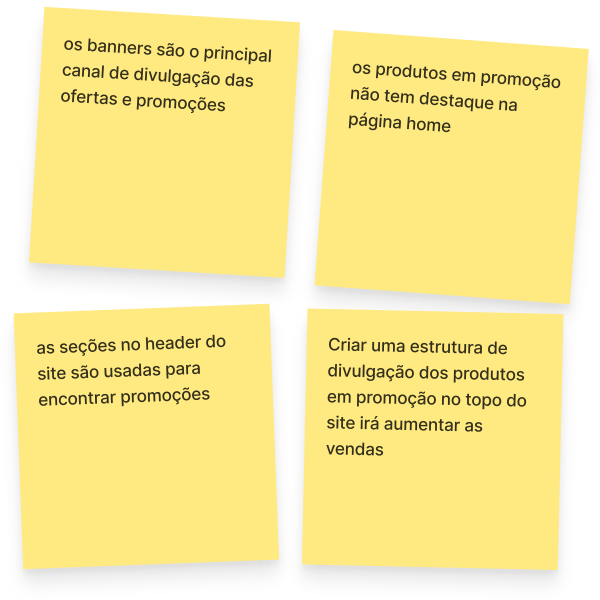 os banners são o principal
canal de divulgação das
ofertas e promoções
os produtos em promoção
não tem destaque na
página home
as seções no header do
site são usadas para
encontrar promoções
Criar uma estrutura de
divulgação dos produtos
em promoção no topo do
site irá aumentar as
vendas